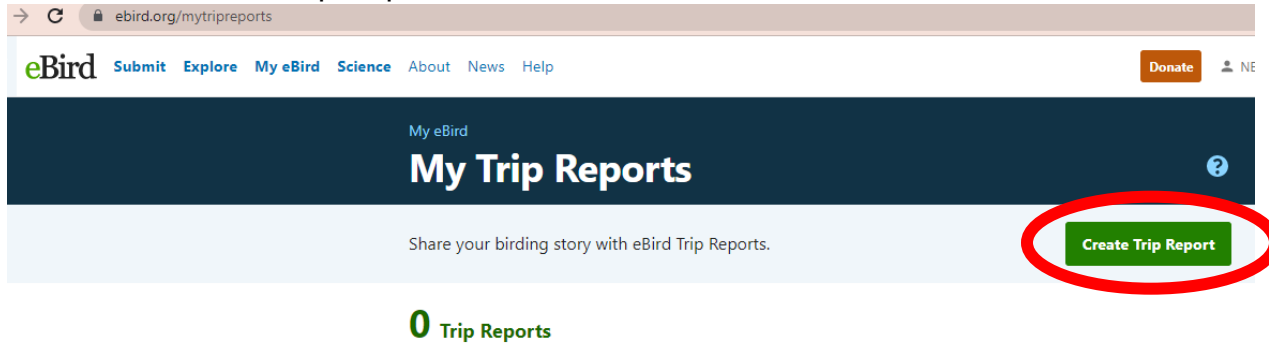 ebird.org/mytripreports
eBird Submit Explore My eBird Science About News Help Donate NE
My eBird
My Trip Reports
Share your birding story with eBird Trip Reports. Create Trip Report
0 Trip Reports